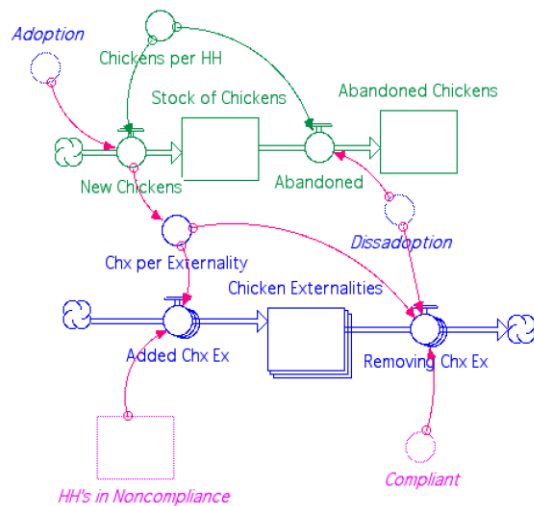 Adoption
Chickens per HH
Stock of Chickens
Abandoned Chickens
New Chickens
Abandoned
Dissadoption
Chx per Externality
Chicken Externalities
Added Chx Ex
Removing Chx Ex
HH's in Noncompliance
Compliant